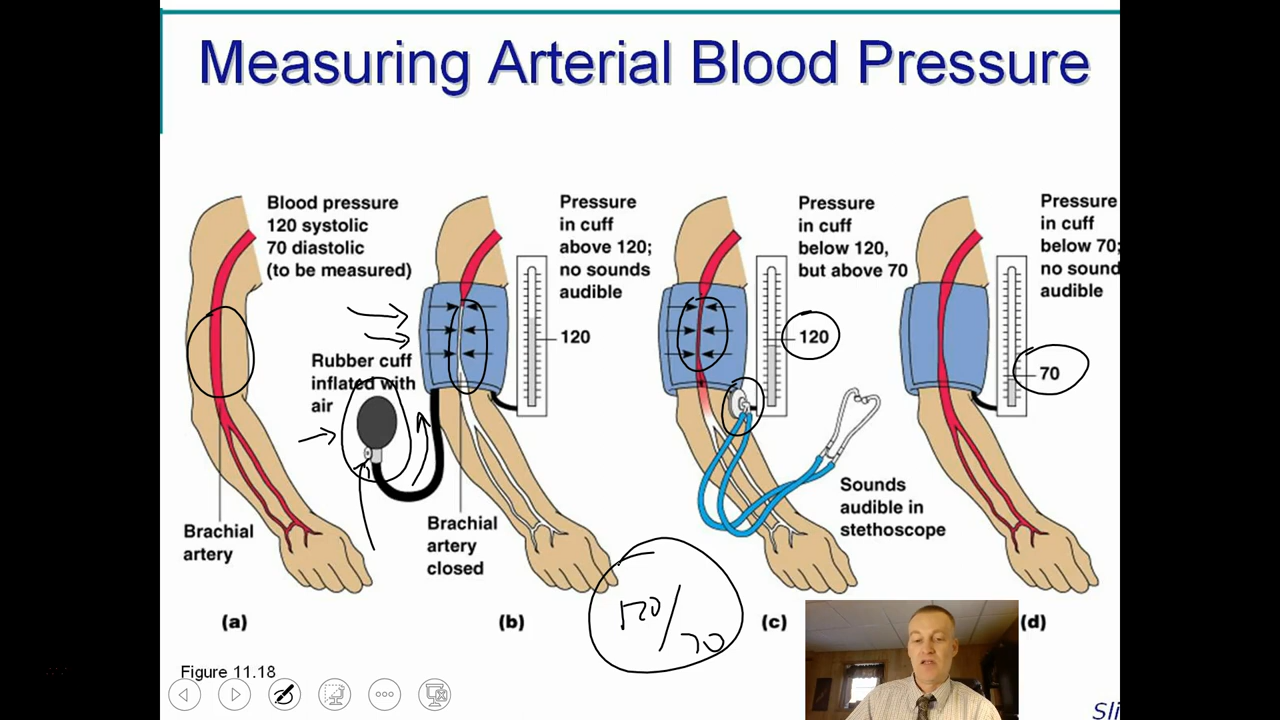 Measuring Arterial Blood Pressure
Blood pressure
120 systolic
70 diastolic
(to be measured)
Pressure
in cuff
above 120;
no sounds
audible
Pressure
in cuff
below 120,
but above 70
Pressure
in cuff
below 70;
no sound
audible
120
120
70
Rubber cuff
inflated with
air
Sounds
audible in
stethoscope
Brachial
artery
Brachial
artery
closed
120/70
(a)
(b)
(c)
(d)
Figure 11.18
Sli